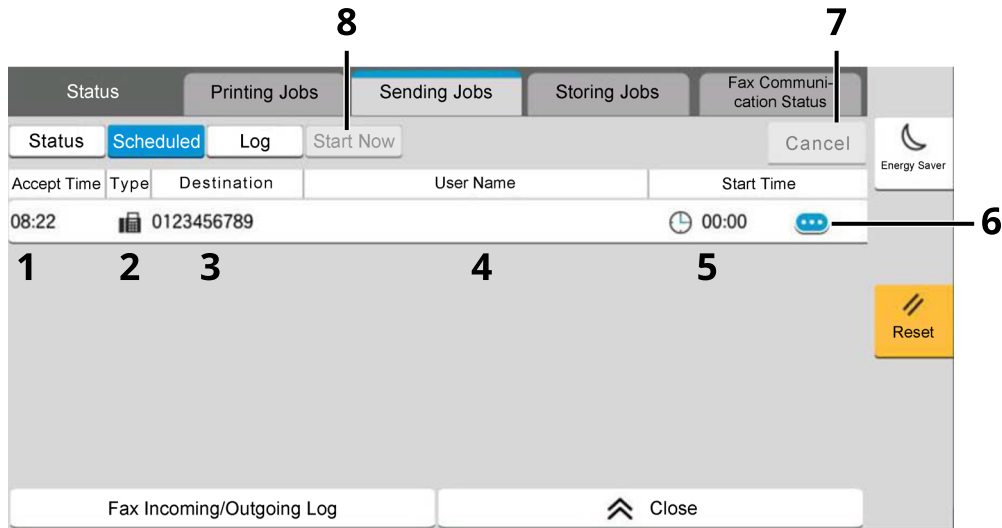 8 7
Status Printing Jobs Sending Jobs Storing Jobs Fax Communi-
cation Status
Status Scheduled Log Start Now Cancel
Energy Saver
Accept Time Type Destination User Name Start Time
08:22 0123456789 00:00 6
1 2 3 4 5
Reset
Fax Incoming/Outgoing Log Close